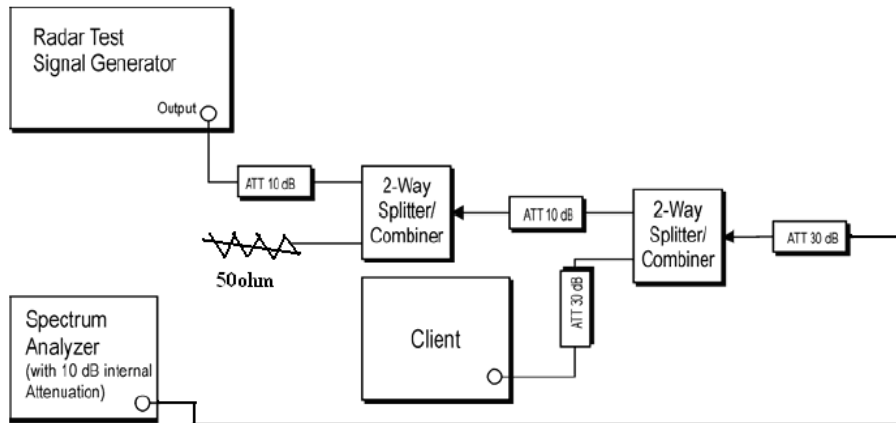 Radar Test
Signal Generator
Output
ATT 10 dB
2-Way
Splitter/
Combiner
ATT 10 dB
2-Way
Splitter/
Combiner
ATT 30 dB
50ohm
ATT 30 dB
Client
Spectrum
Analyzer
(with 10 dB internal
Attenuation)